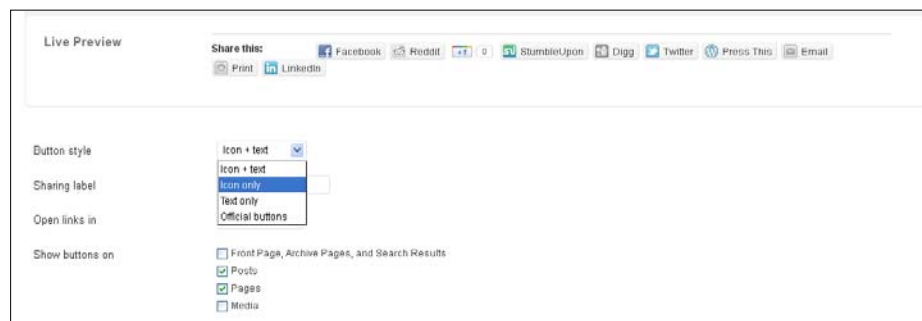 Live Preview
Share this: Facebook Reddit +1 0 StumbleUpon Digg Twitter Press This Email
Print LinkedIn
Button style Icon + text
Icon + text
Sharing label Icon only
Text only
Open links in Official buttons
Show buttons on Front Page, Archive Pages, and Search Results
Posts
Pages
Media